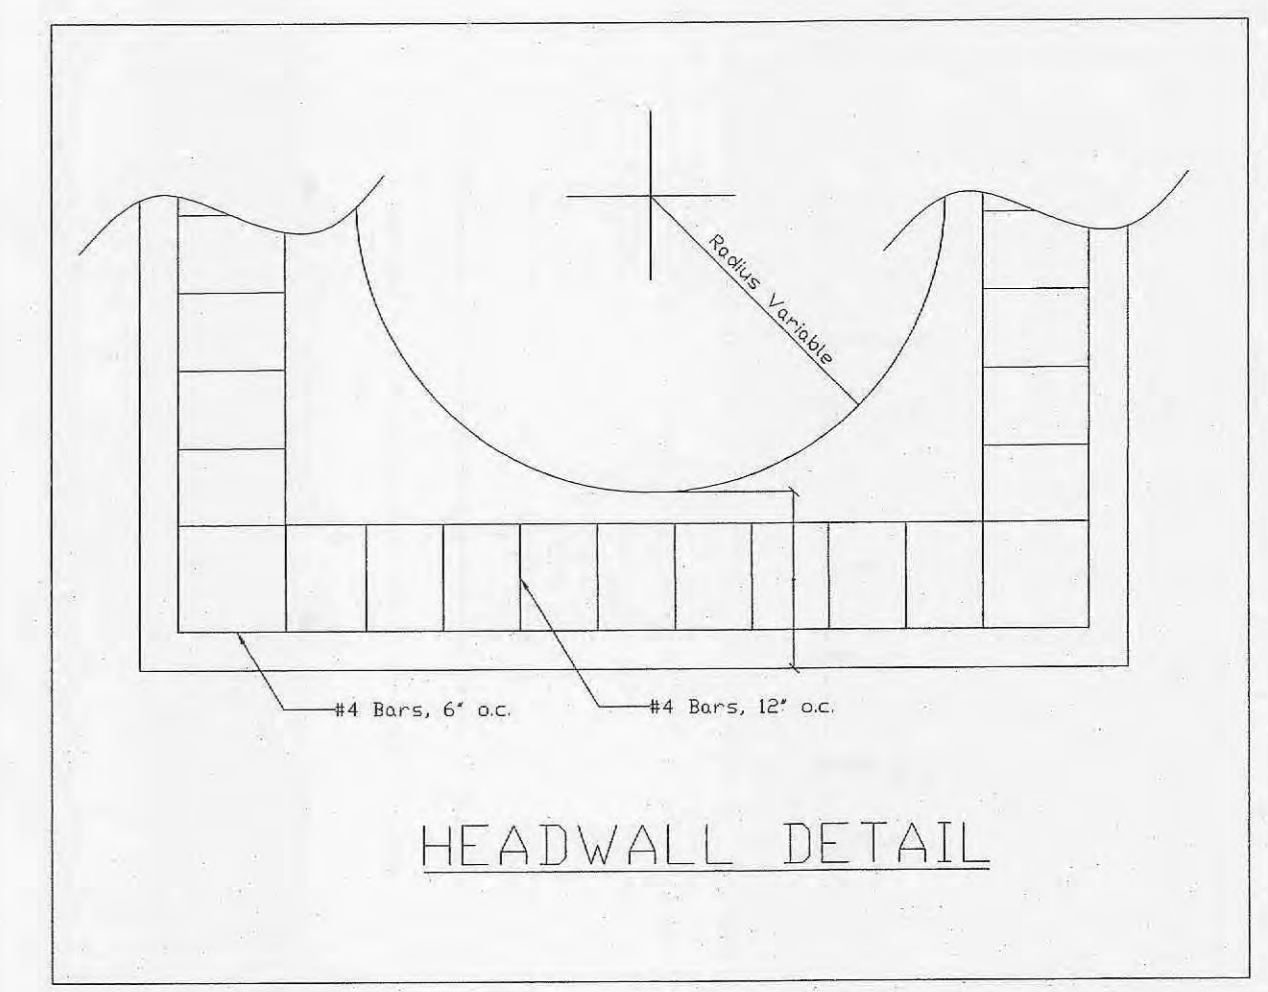 Radius Variable
#4 Bars, 6" o.c.
#4 Bars, 12" o.c.
HEADWALL DETAIL